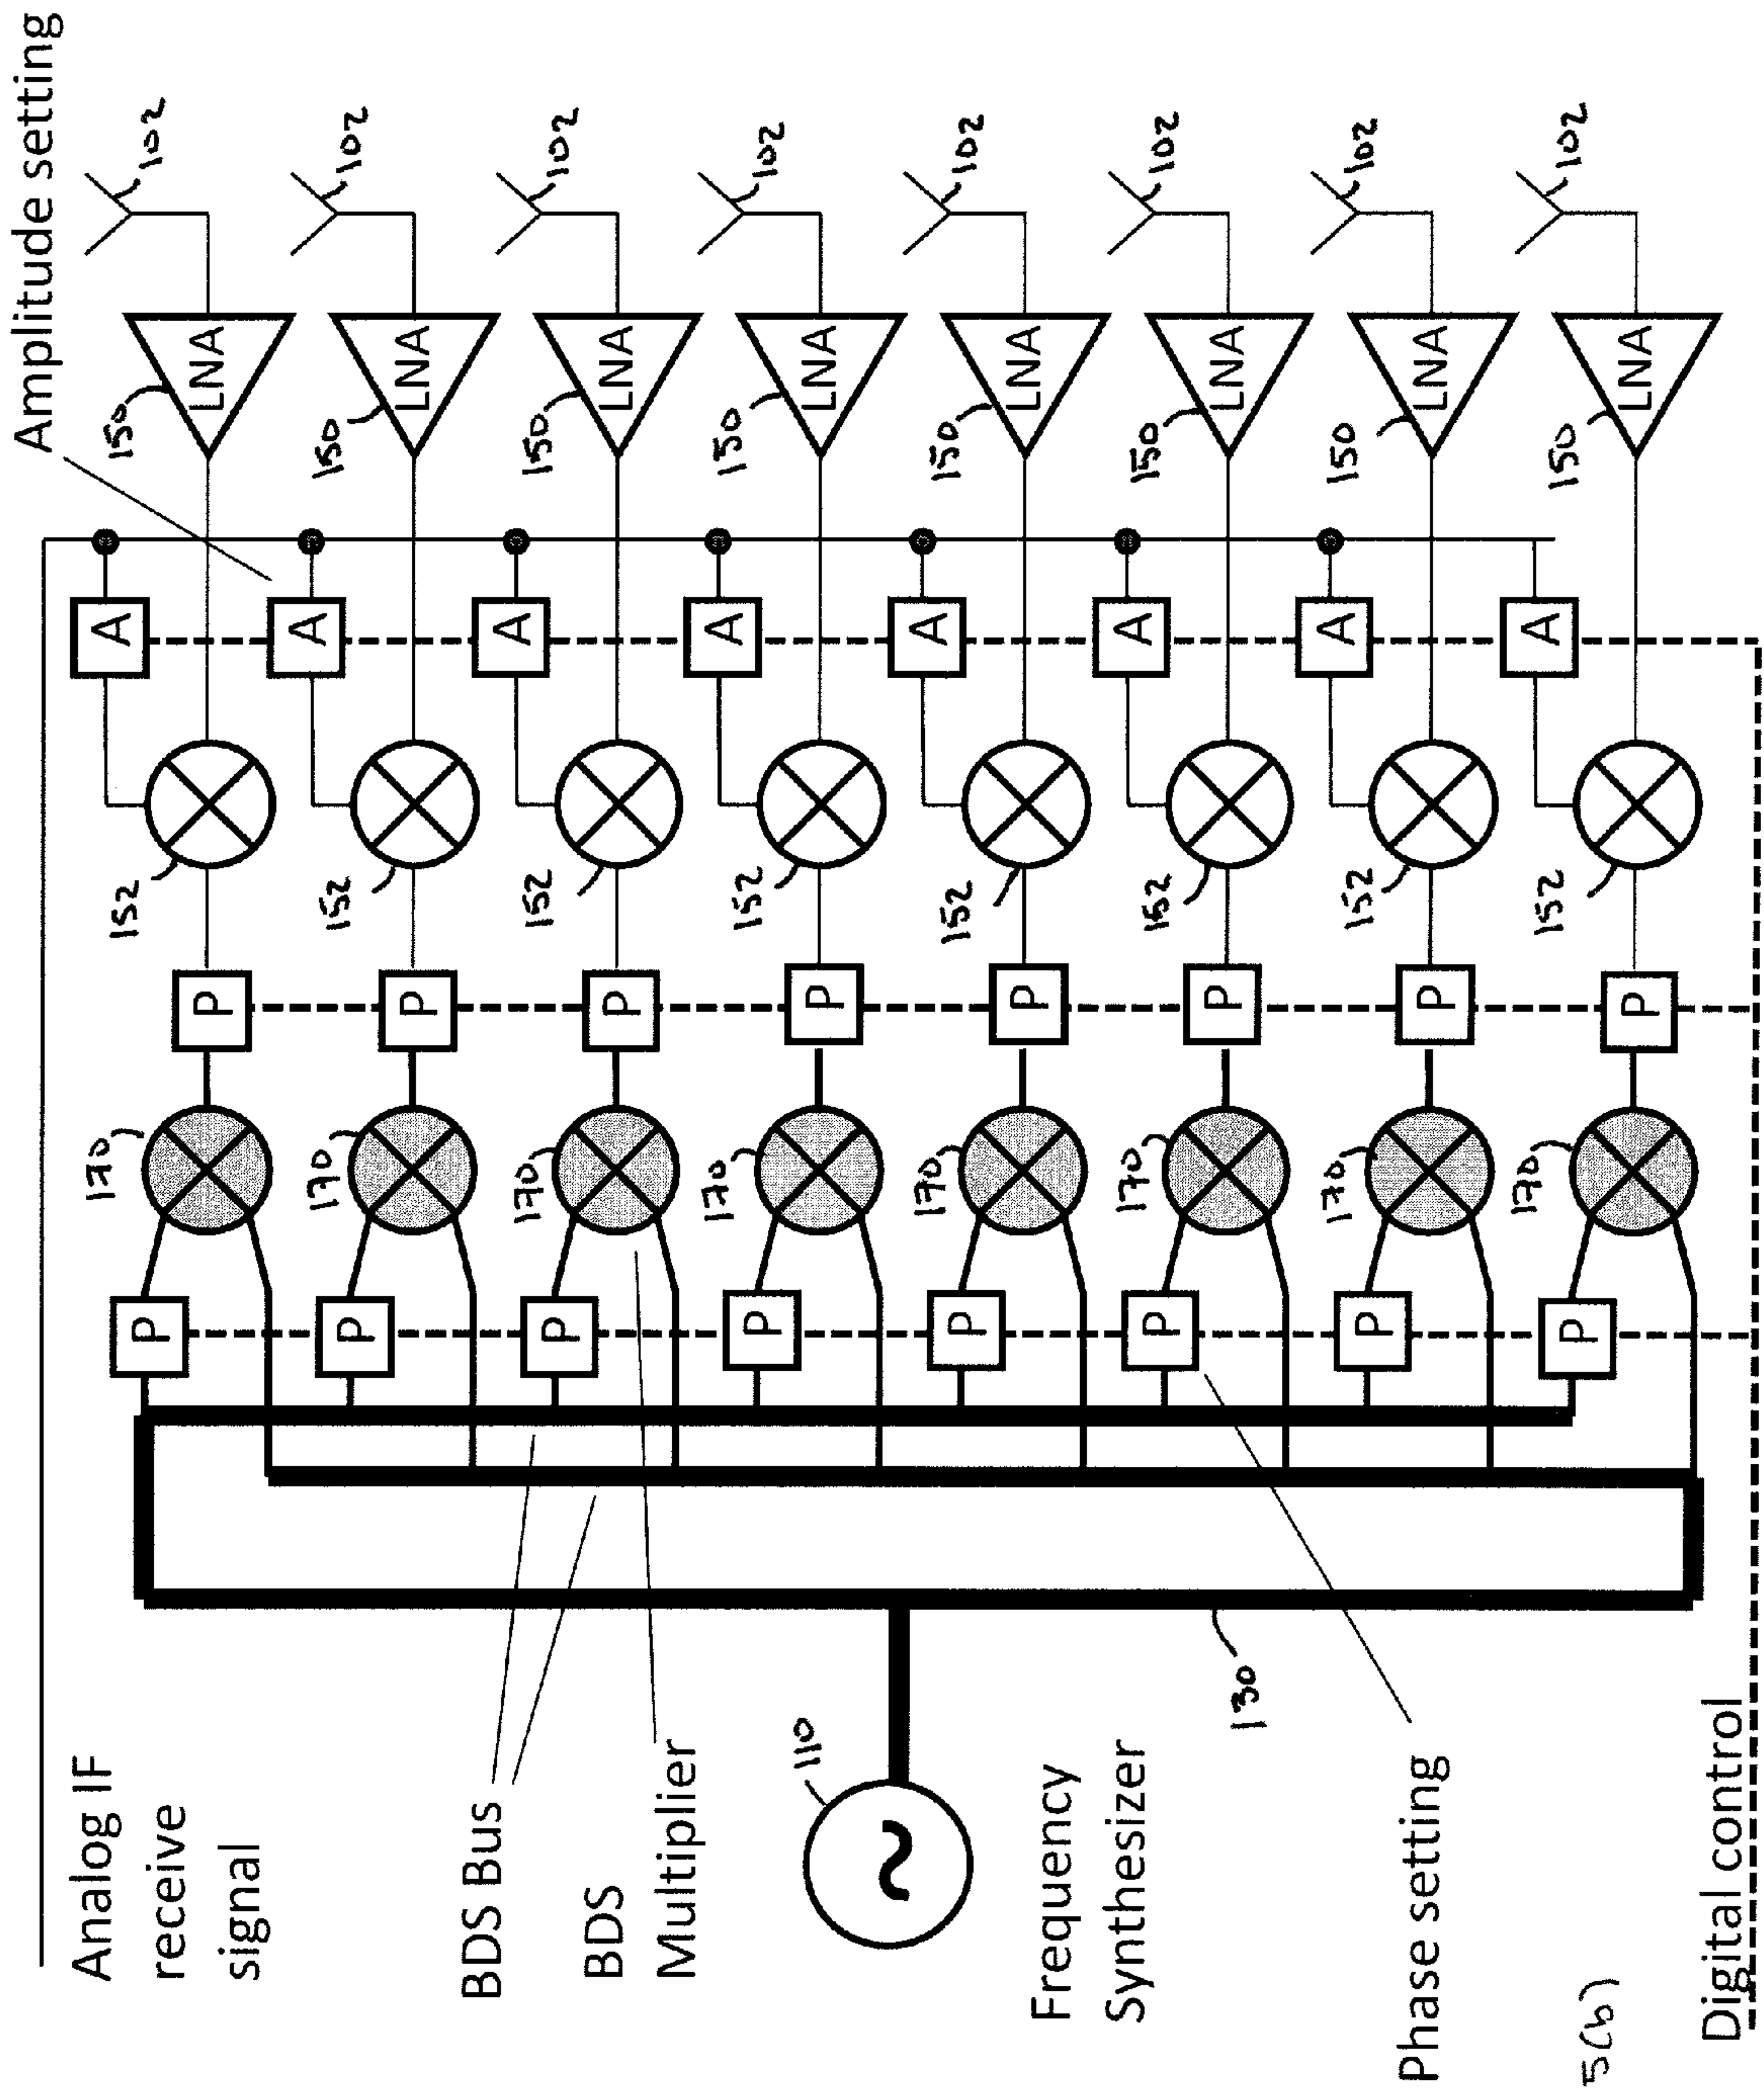 Amplitude setting
Analog IF
receive
signal
P
170
P
152
A
150
LNA
102
P
170
P
152
A
150
LNA
102
BDS Bus
P
170
P
152
A
150
LNA
102
BDS
Multiplier
P
170
P
152
A
150
LNA
102
110
P
170
P
152
A
150
LNA
102
Frequency
Synthesizer
P
170
P
152
A
150
LNA
102
130
P
170
P
152
A
150
LNA
102
Phase setting
P
170
P
152
A
150
LNA
102
5(b)
Digital control